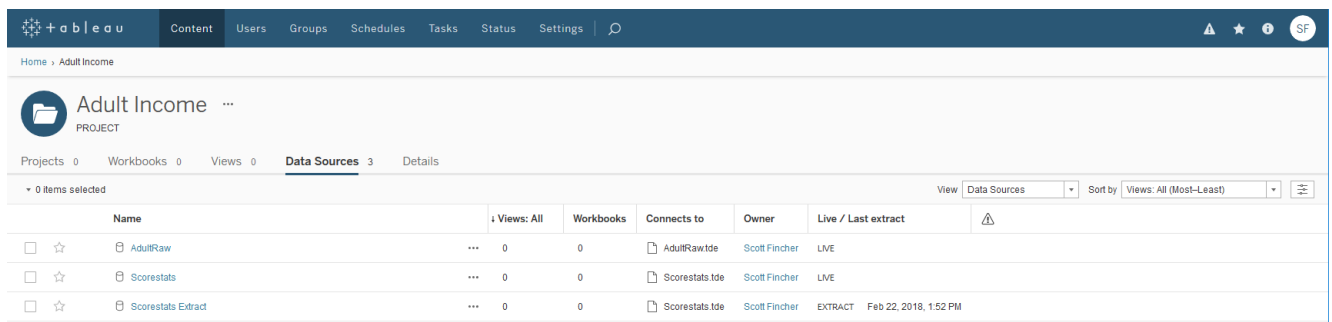 + a b | e a u Content Users Groups Schedules Tasks Status Settings SF
Home › Adult Income
Adult Income ···
PROJECT
Projects 0 Workbooks 0 Views 0 Data Sources 3 Details
0 items selected View Data Sources Sort by Views: All (Most–Least)
Name ↓ Views: All Workbooks Connects to Owner Live / Last extract
AdultRaw ··· 0 0 AdultRaw.tde Scott Fincher LIVE
Scorestats ··· 0 0 Scorestats.tde Scott Fincher LIVE
Scorestats Extract ··· 0 0 Scorestats.tde Scott Fincher EXTRACT Feb 22, 2018, 1:52 PM